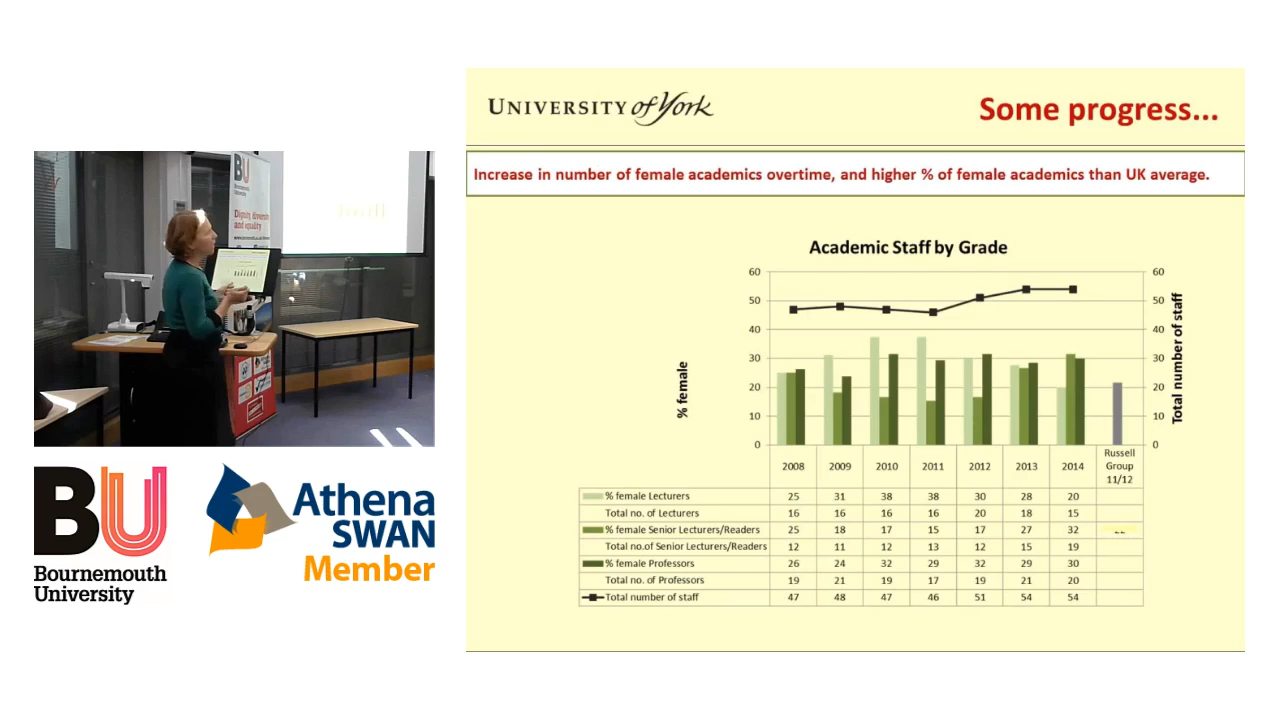 UNIVERSITY of York
Some progress...
Increase in number of female academics overtime, and higher % of female academics than UK average.
Academic Staff by Grade
60 60
50 50
40 40
30 30
20 20
10 10
0 0
% female
Total number of staff
2008 2009 2010 2011 2012 2013 2014 Russell Group 11/12
% female Lecturers 25 31 38 38 30 28 20
Total no. of Lecturers 16 16 16 16 20 18 15
% female Senior Lecturers/Readers 25 18 17 15 17 27 32
Total no.of Senior Lecturers/Readers 12 11 12 13 12 15 19
% female Professors 26 24 32 29 32 29 30
Total no. of Professors 19 21 19 17 19 21 20
Total number of staff 47 48 47 46 51 54 54
BU
Bournemouth
University
Dignity, diversity
and equality
BU
Bournemouth
University
Athena
SWAN
Member